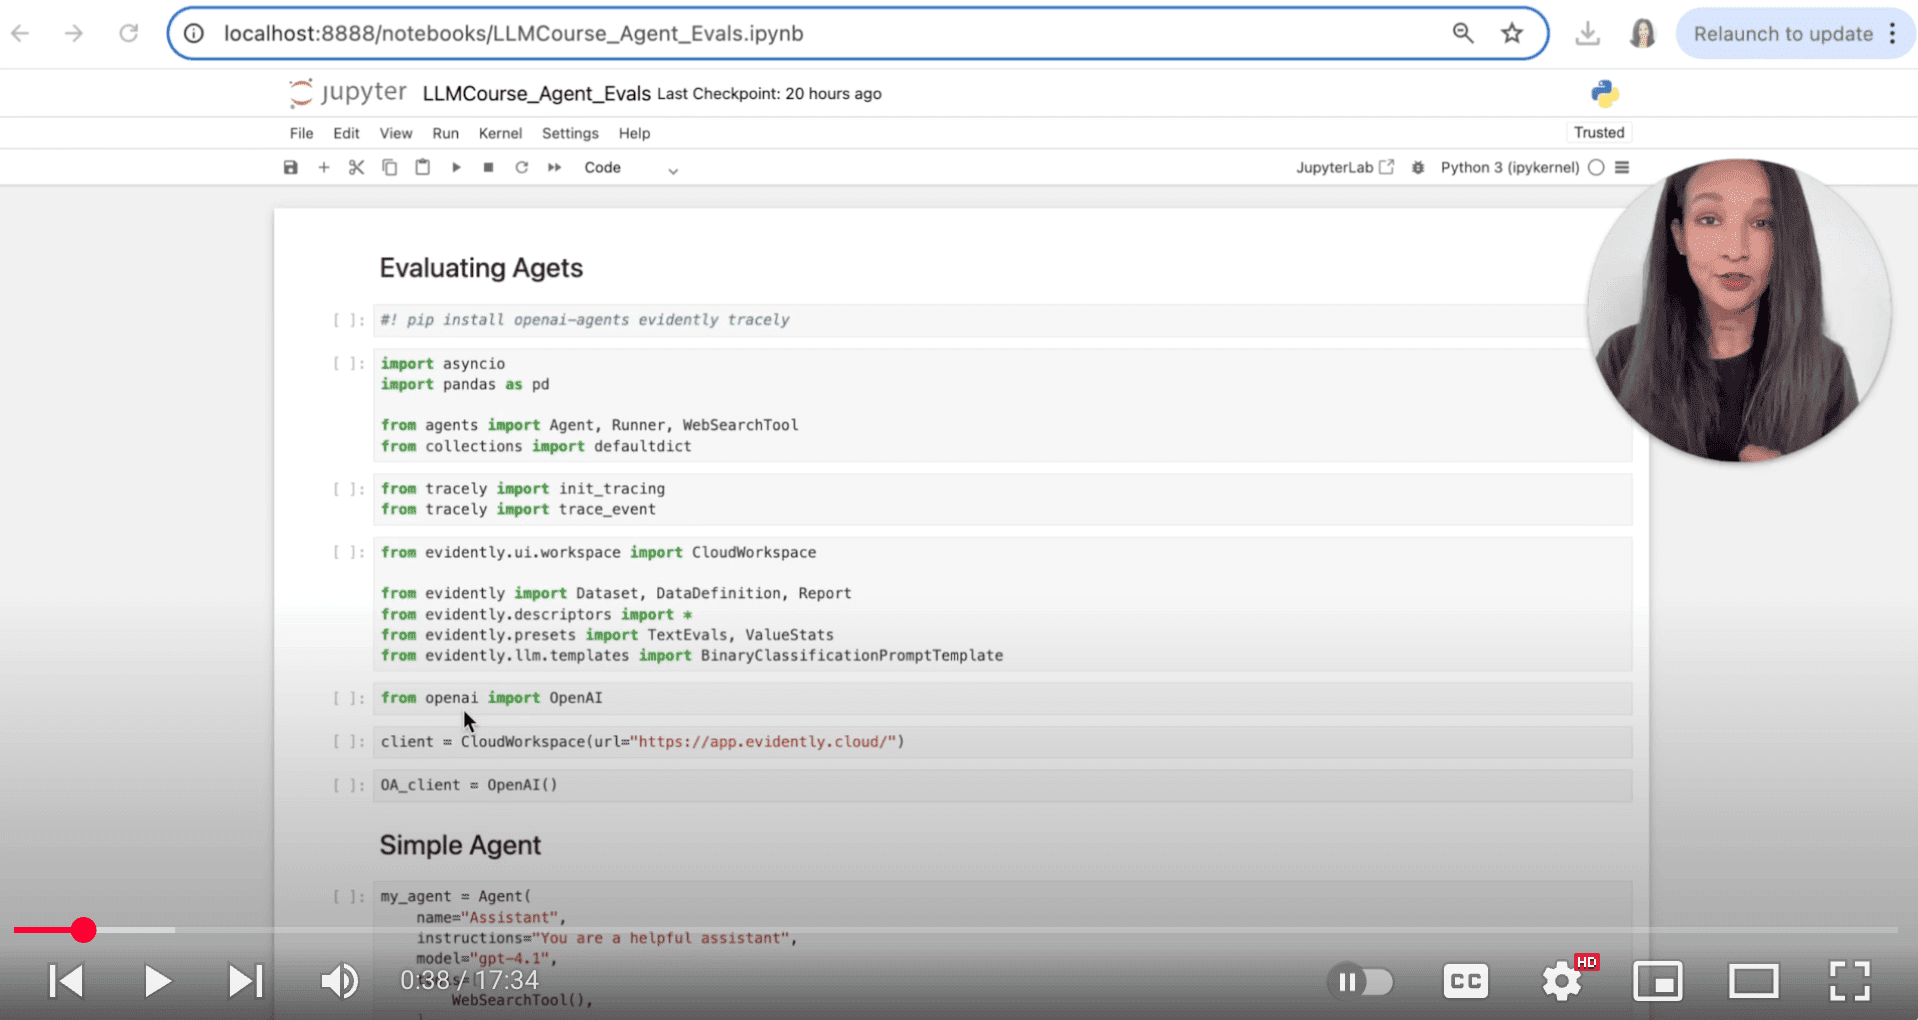 localhost:8888/notebooks/LLMCourse_Agent_Evals.ipynb
Relaunch to update
jupyter LLMCourse_Agent_Evals Last Checkpoint: 20 hours ago
File Edit View Run Kernel Settings Help
Trusted
Code
JupyterLab
Python 3 (ipykernel)
Evaluating Agets
[ ]: #! pip install openai-agents evidently tracely
[ ]: import asyncio
import pandas as pd
from agents import Agent, Runner, WebSearchTool
from collections import defaultdict
[ ]: from tracely import init_tracing
from tracely import trace_event
[ ]: from evidently.ui.workspace import CloudWorkspace
from evidently import Dataset, DataDefinition, Report
from evidently.descriptors import *
from evidently.presets import TextEvals, ValueStats
from evidently.llm.templates import BinaryClassificationPromptTemplate
[ ]: from openai import OpenAI
[ ]: client = CloudWorkspace(url="https://app.evidently.cloud/")
[ ]: OA_client = OpenAI()
Simple Agent
[ ]: my_agent = Agent(
name="Assistant",
instructions="You are a helpful assistant",
model="gpt-4.1",
WebSearchTool(),
0:38 / 17:34
CC
HD